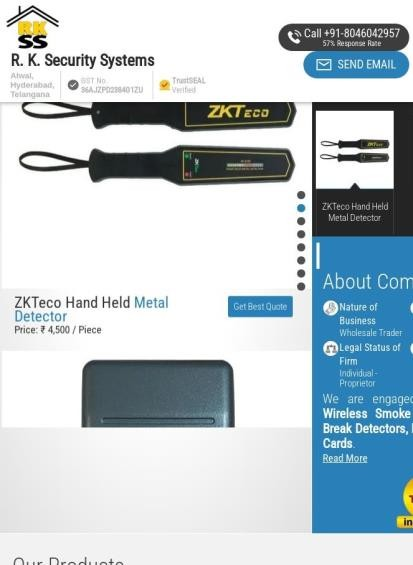 RK
SS
R. K. Security Systems
Alwal,
Hyderabad,
Telangana
GST No.
36AJZPD2384G1ZU
TrustSEAL
Verified
Call +91-8046042957
57% Response Rate
SEND EMAIL
ZKTECO
ZKTeco Hand Held Metal
Detector
Price: ₹ 4,500 / Piece
Get Best Quote
ZKTeco Hand Held
Metal Detector
About Com
Nature of
Business
Wholesale Trader
Legal Status of
Firm
Individual -
Proprietor
We are engaged
Wireless Smoke
Break Detectors,
Cards.
Read More
Our Products